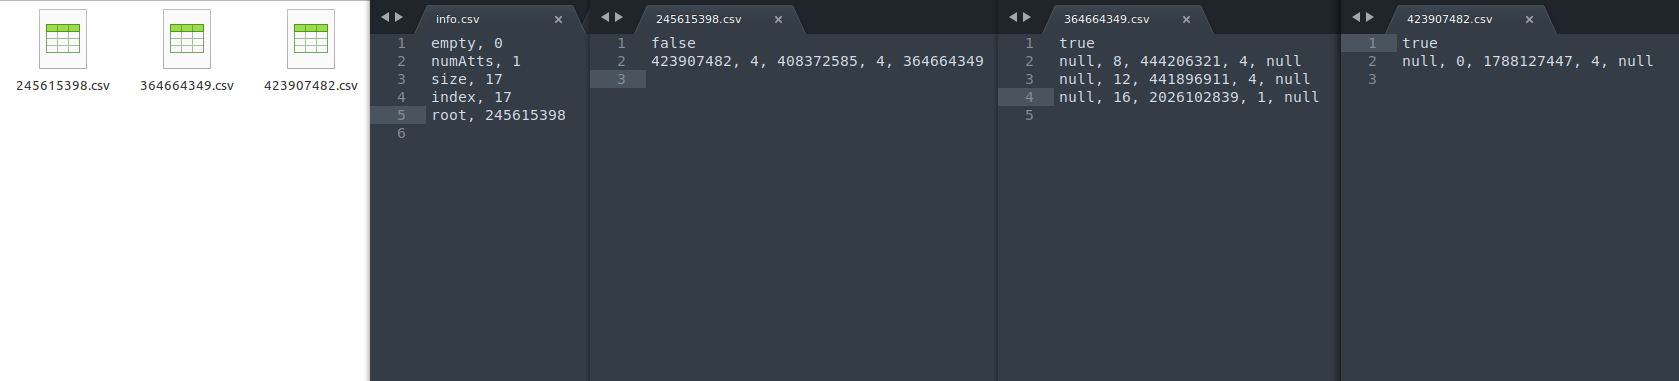 245615398.csv
364664349.csv
423907482.csv
info.csv
1 empty, 0
2 numAtts, 1
3 size, 17
4 index, 17
5 root, 245615398
6
245615398.csv
1 false
2 423907482, 4, 408372585, 4, 364664349
3
364664349.csv
1 true
2 null, 8, 444206321, 4, null
3 null, 12, 441896911, 4, null
4 null, 16, 2026102839, 1, null
5
423907482.csv
1 true
2 null, 0, 1788127447, 4, null
3